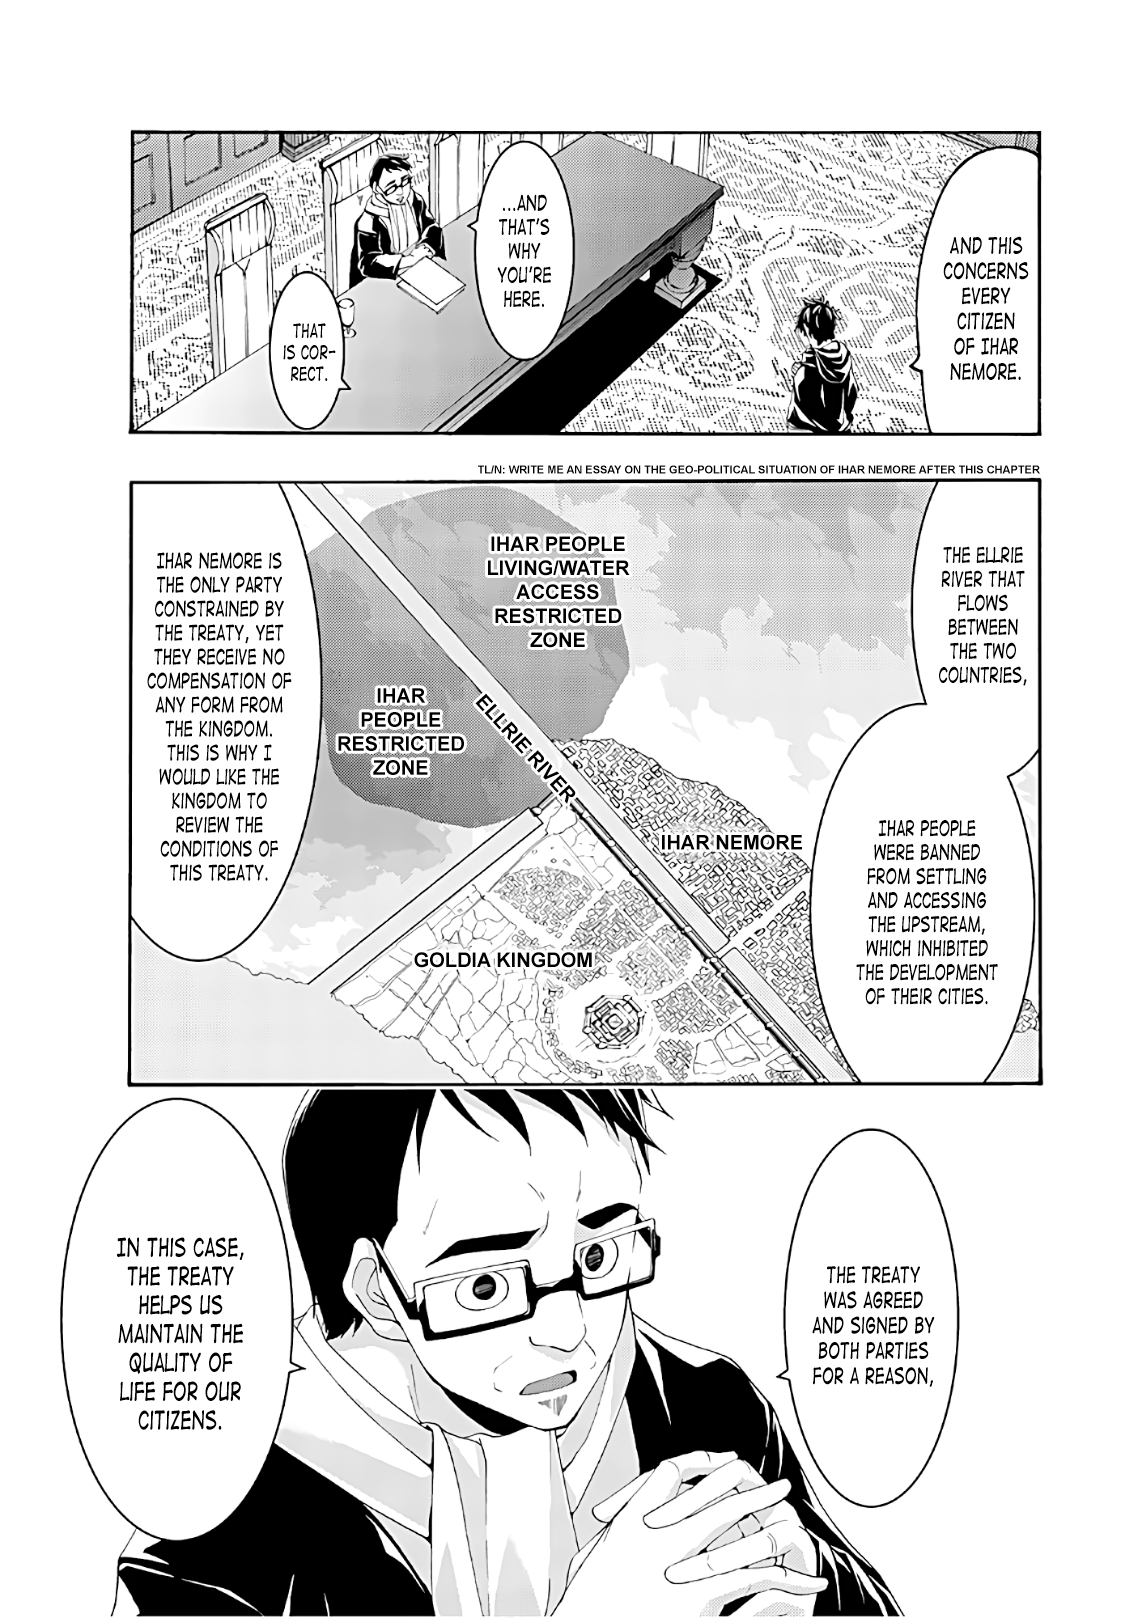 AND THIS
CONCERNS
EVERY
CITIZEN
OF IHAR
NEMORE.
...AND
THAT'S
WHY
YOU'RE
HERE.
THAT
IS COR-
RECT.
TL/N: WRITE ME AN ESSAY ON THE GEO-POLITICAL SITUATION OF IHAR NEMORE AFTER THIS CHAPTER
THE ELLRIE
RIVER THAT
FLOWS
BETWEEN
THE TWO
COUNTRIES,
IHAR PEOPLE
WERE BANNED
FROM SETTLING
AND ACCESSING
THE UPSTREAM,
WHICH INHIBITED
THE DEVELOPMENT
OF THEIR CITIES.
IHAR PEOPLE
LIVING/WATER
ACCESS
RESTRICTED
ZONE
IHAR
PEOPLE
RESTRICTED
ZONE
ELLRIE RIVER
IHAR NEMORE
GOLDIA KINGDOM
IHAR NEMORE IS
THE ONLY PARTY
CONSTRAINED BY
THE TREATY, YET
THEY RECEIVE NO
COMPENSATION OF
ANY FORM FROM
THE KINGDOM.
THIS IS WHY I
WOULD LIKE THE
KINGDOM TO
REVIEW THE
CONDITIONS OF
THIS TREATY.
THE TREATY
WAS AGREED
AND SIGNED BY
BOTH PARTIES
FOR A REASON,
IN THIS CASE,
THE TREATY
HELPS US
MAINTAIN THE
QUALITY OF
LIFE FOR OUR
CITIZENS.